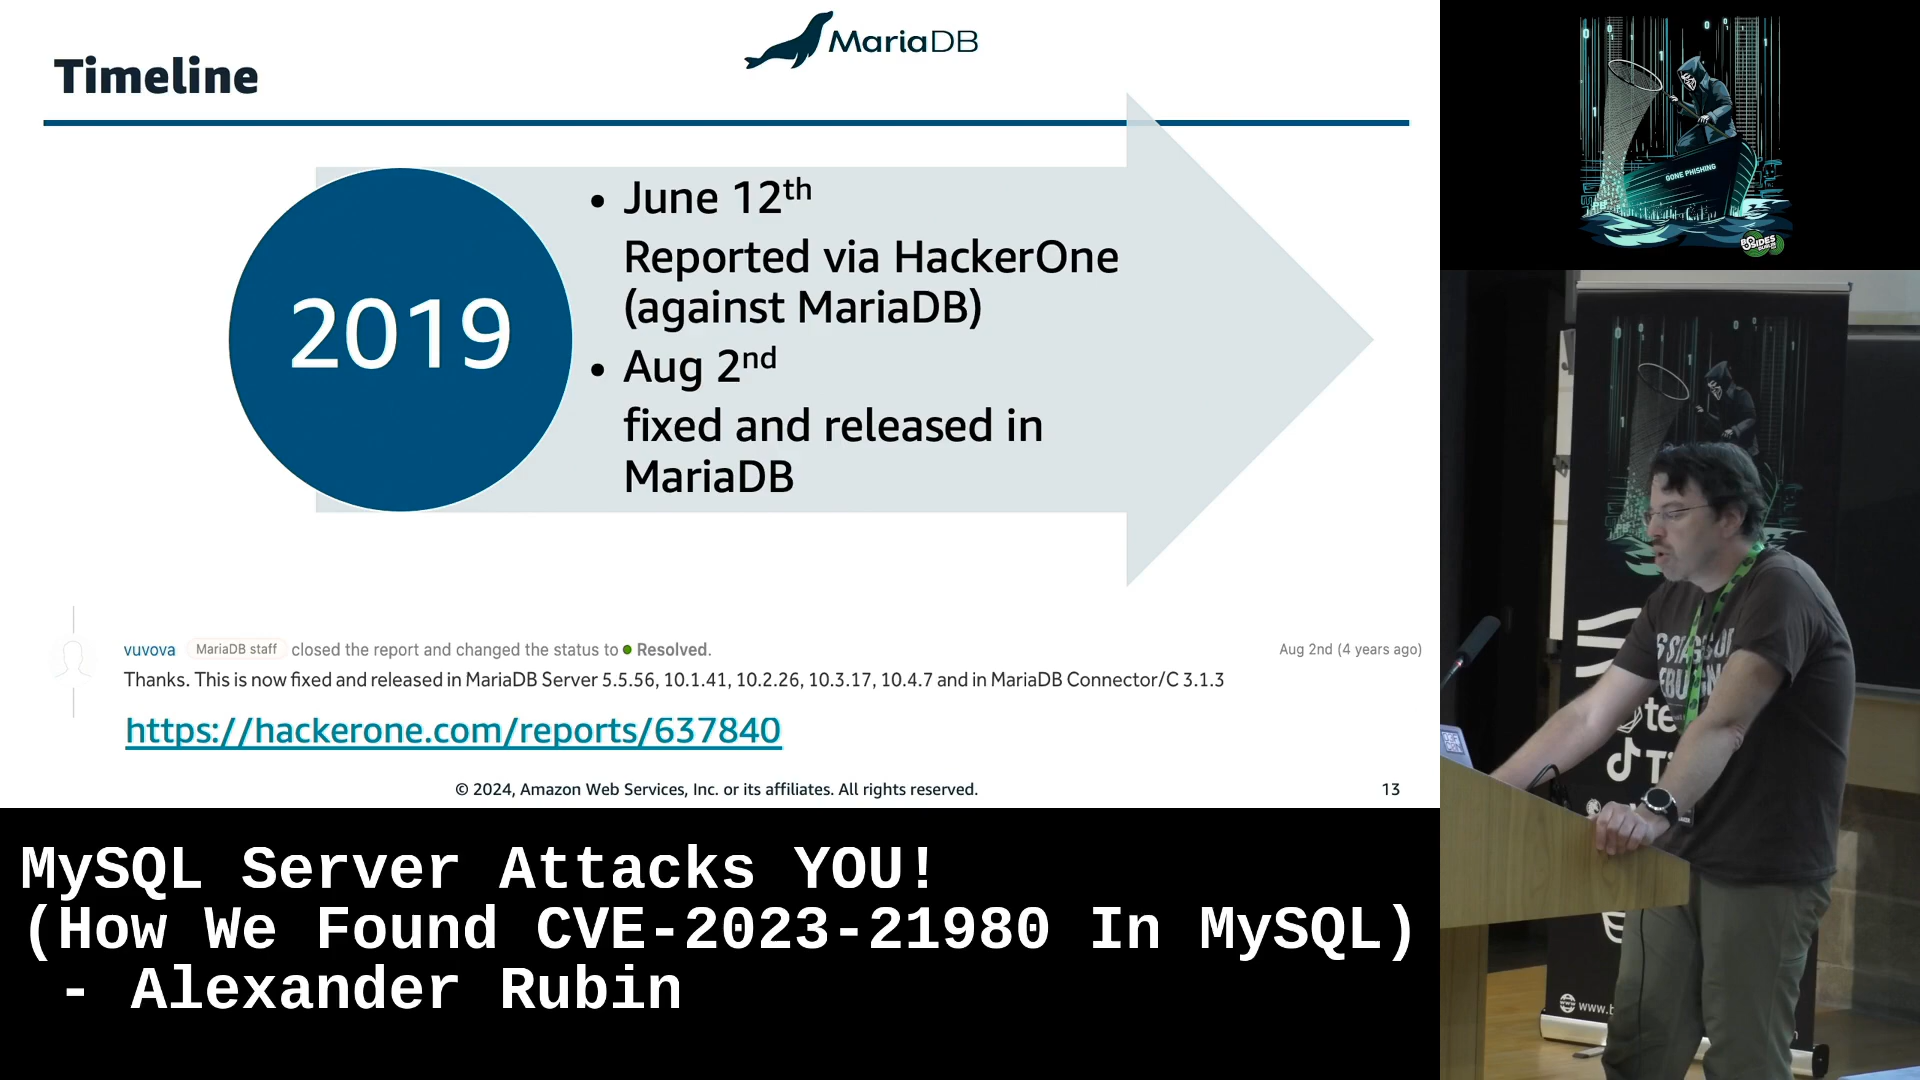 MariaDB
Timeline
2019
• June 12th
Reported via HackerOne
(against MariaDB)
• Aug 2nd
fixed and released in
MariaDB
vuvova MariaDB staff closed the report and changed the status to Resolved. Aug 2nd (4 years ago)
Thanks. This is now fixed and released in MariaDB Server 5.5.56, 10.1.41, 10.2.26, 10.3.17, 10.4.7 and in MariaDB Connector/C 3.1.3
https://hackerone.com/reports/637840
© 2024, Amazon Web Services, Inc. or its affiliates. All rights reserved. 13
MySQL Server Attacks YOU!
(How We Found CVE-2023-21980 In MySQL)
- Alexander Rubin
GONE PHISHING
BSIDES